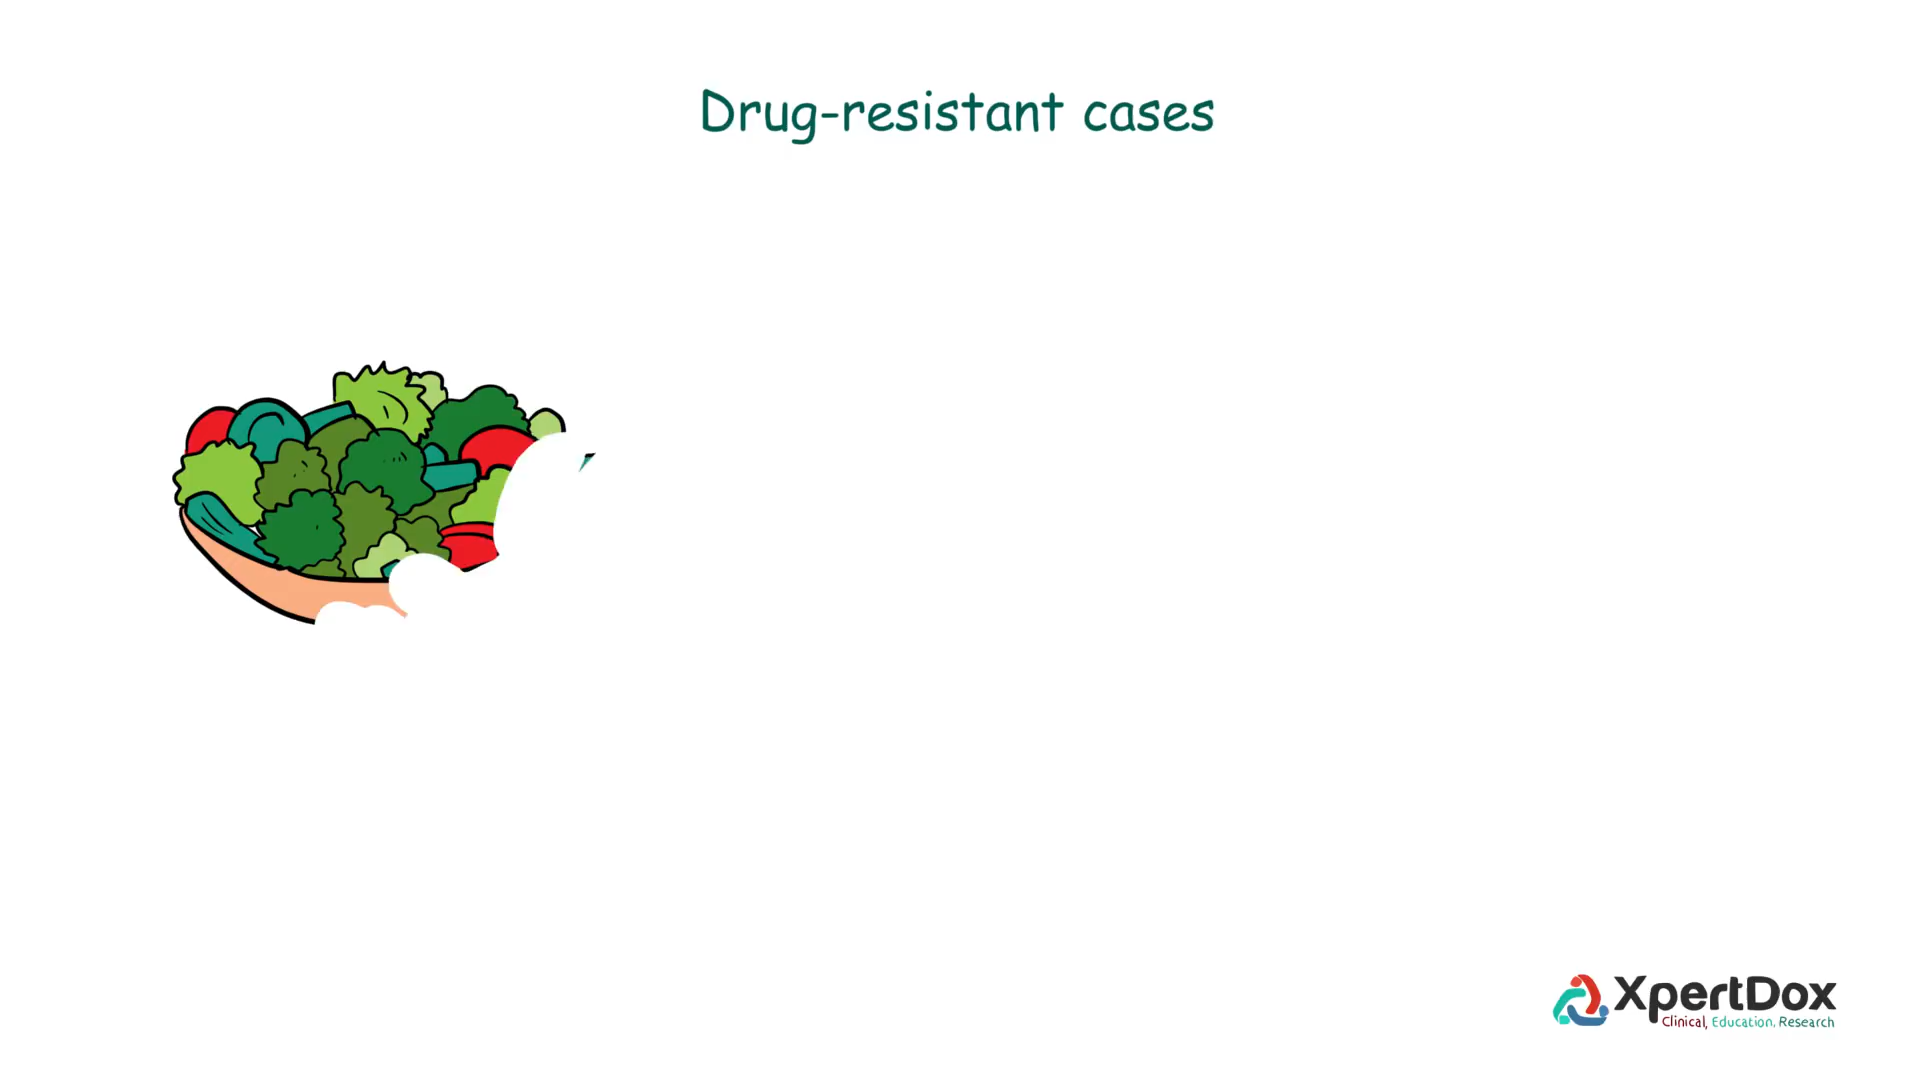 Drug-resistant cases
XpertDox
Clinical, Education. Research